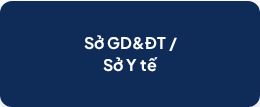 Sở GD&ĐT /
Sở Y tế